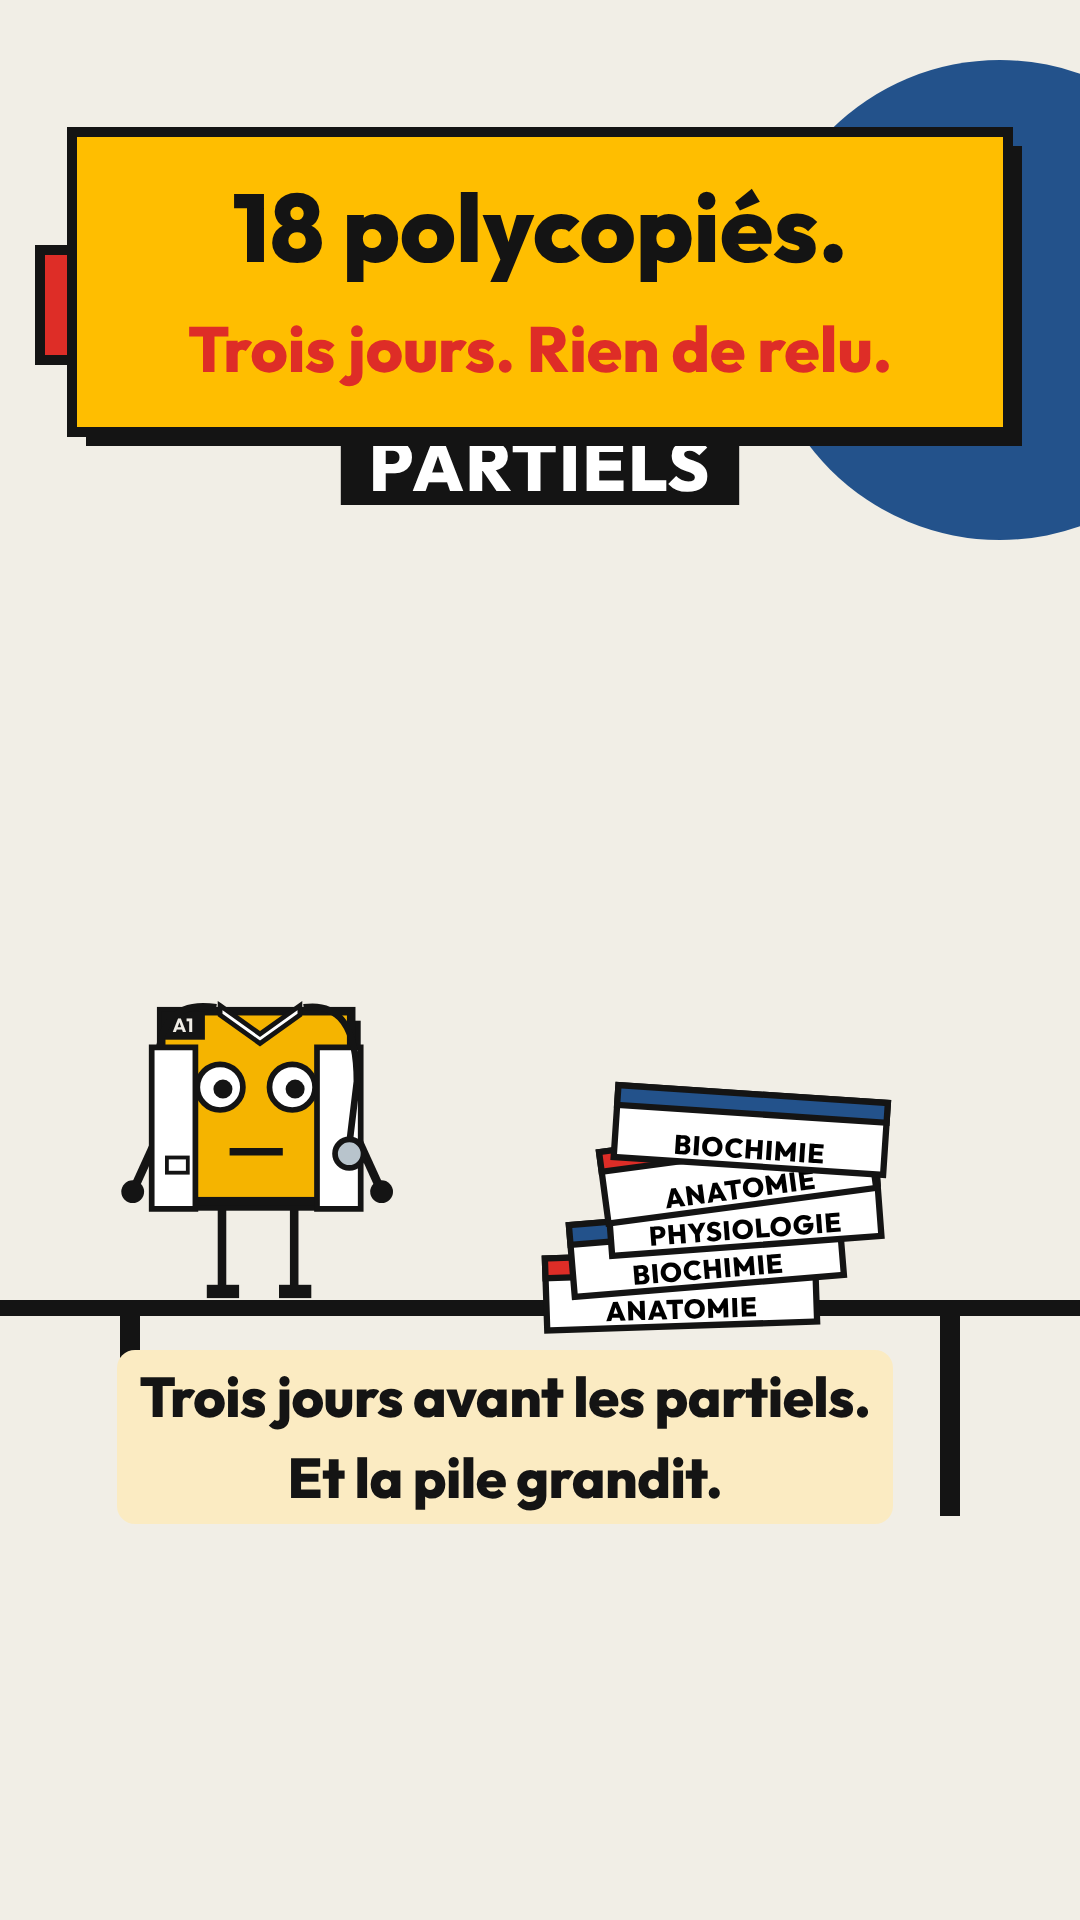 18 polycopiés.
Trois jours. Rien de relu.
PARTIELS
A1
BIOCHIMIE
ANATOMIE
PHYSIOLOGIE
BIOCHIMIE
ANATOMIE
Trois jours avant les partiels.
Et la pile grandit.